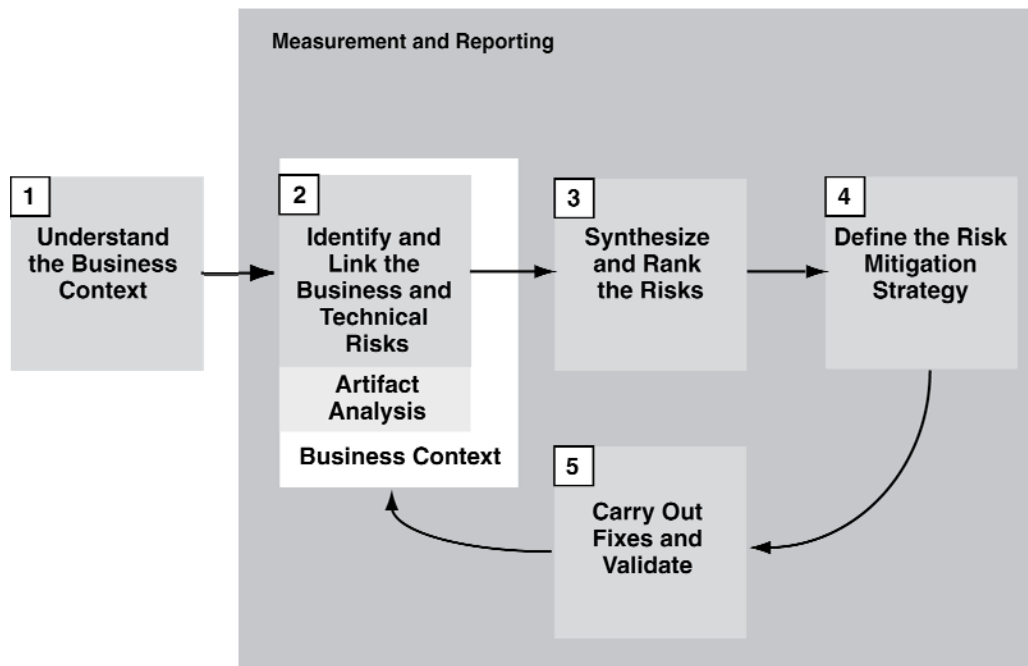 Measurement and Reporting
1
Understand
the Business
Context
2
Identify and
Link the
Business and
Technical
Risks
Artifact
Analysis
Business Context
3
Synthesize
and Rank
the Risks
4
Define the Risk
Mitigation
Strategy
5
Carry Out
Fixes and
Validate